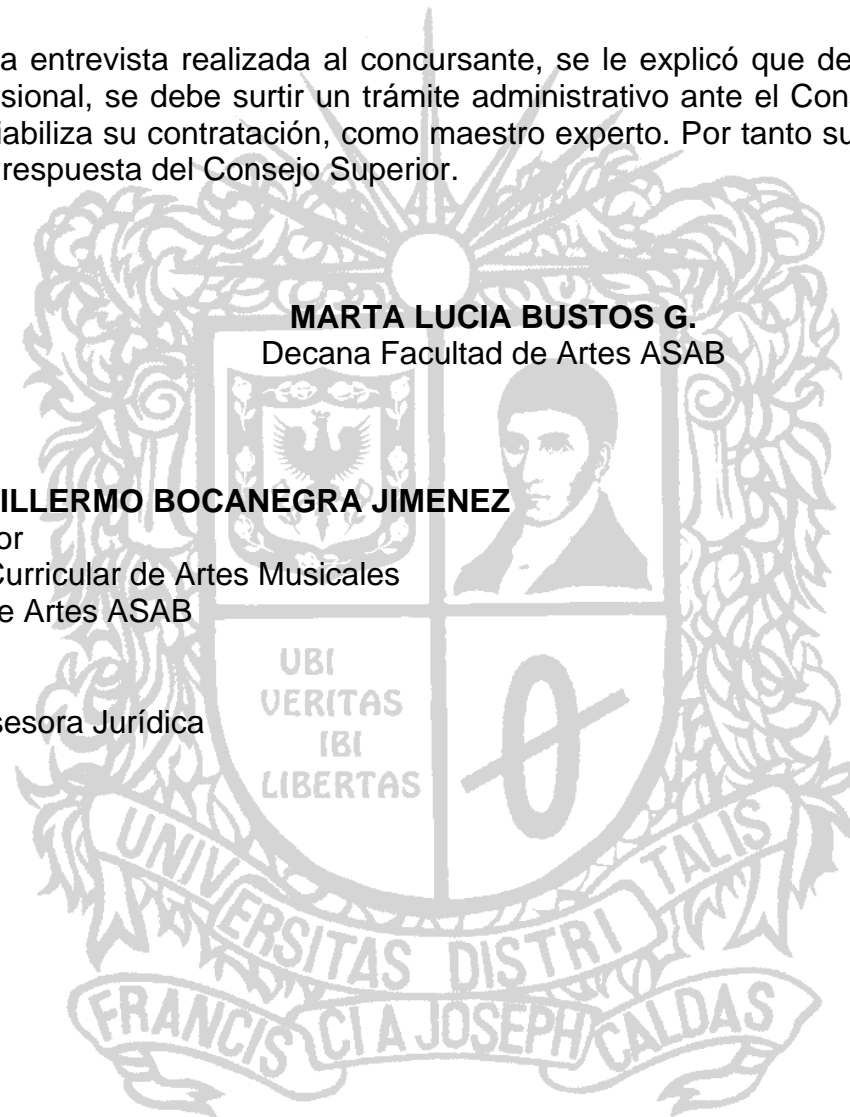 a entrevista realizada al concursante, se le explicó que de
sional, se debe surtir un trámite administrativo ante el Con
iabiliza su contratación, como maestro experto. Por tanto su
respuesta del Consejo Superior.
MARTA LUCIA BUSTOS G.
Decana Facultad de Artes ASAB
ILLERMO BOCANEGRA JIMENEZ
or
Curricular de Artes Musicales
e Artes ASAB
sesora Jurídica
UBI
VERITAS
IBI
LIBERTAS
UNIVERSITAS DISTRITALIS
FRANCISCI A JOSEPH CALDAS